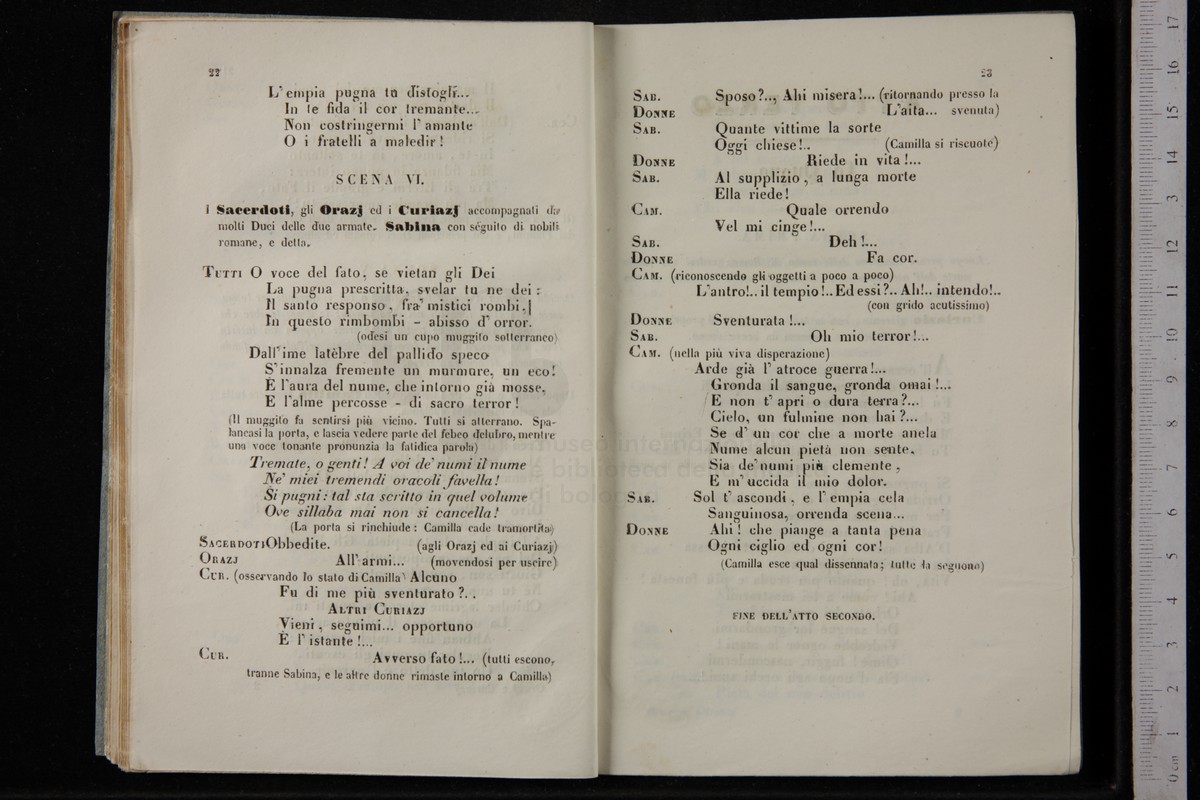 22
L' empia pugna tu distogli...
In te fida il cor tremante...
Non costringermi l' amante
O i fratelli a maledir!
SCENA VI.
I Sacerdoti, gli Orazj ed i Curiazj accompagnati da
molti Duci delle due armate. Sabina con séguito di nobili
romane, e detta.
TUTTI O voce del fato, se vietan gli Dei
La pugna prescritta, svelar tu ne dei:
Il santo responso, fra' mistici rombi,
In questo rimbombi - abisso d' orror.
(odesi un cupo muggito sotterraneo)
Dall' ime latèbre del pallido speco
S' innalza fremente un murmure, un eco!
È l'aura del nume, che intorno già mosse,
E l'alme percosse - di sacro terror!
(Il muggito fa sentirsi più vicino. Tutti si atterrano. Spa-
lancasi la porta, e lascia vedere parte del febeo delubro, mentre
una voce tonante pronunzia la fatidica parola)
Tremate, o genti! A voi de' numi il nume
Ne' miei tremendi oracoli favella!
Si pugni: tal sta scritto in quel volume
Ove sillaba mai non si cancella!
(La porta si rinchiude: Camilla cade tramortita)
SACERDOTI Obbedite. (agli Orazj ed ai Curiazj)
ORAZJ All' armi... (movendosi per uscire)
CUR. (osservando lo stato di Camilla) Alcuno
Fu di me più sventurato?..
ALTRI CURIAZJ
Vieni, seguimi... opportuno
È l' istante!...
CUR. Avverso fato!... (tutti escono,
tranne Sabina, e le altre donne rimaste intorno a Camilla)
23
SAB. Sposo?.., Ahi misera!... (ritornando presso la
DONNE L'aita... svenuta)
SAB. Quante vittime la sorte
Oggi chiese!.. (Camilla si riscuote)
DONNE Riede in vita!...
SAB. Al supplizio, a lunga morte
Ella riede!
CAM. Quale orrendo
Vel mi cinge!...
SAB. Deh!...
DONNE Fa cor.
CAM. (riconoscendo gli oggetti a poco a poco)
L'antro!.. il tempio!.. Ed essi?.. Ah!.. intendo!..
(con grido acutissimo)
DONNE Sventurata!...
SAB. Oh mio terror!...
CAM. (nella più viva disperazione)
Arde già l' atroce guerra!...
Gronda il sangue, gronda omai!...
E non t' apri o dura terra?...
Cielo, un fulmine non hai?...
Se d' un cor che a morte anela
Nume alcun pietà non sente,
Sia de' numi più clemente,
E m' uccida il mio dolor.
SAB. Sol t' ascondi, e l' empia cela
Sanguinosa, orrenda scena...
DONNE Ahi! che piange a tanta pena
Ogni ciglio ed ogni cor!
(Camilla esce qual dissennata; tutte la seguono)
FINE DELL'ATTO SECONDO.